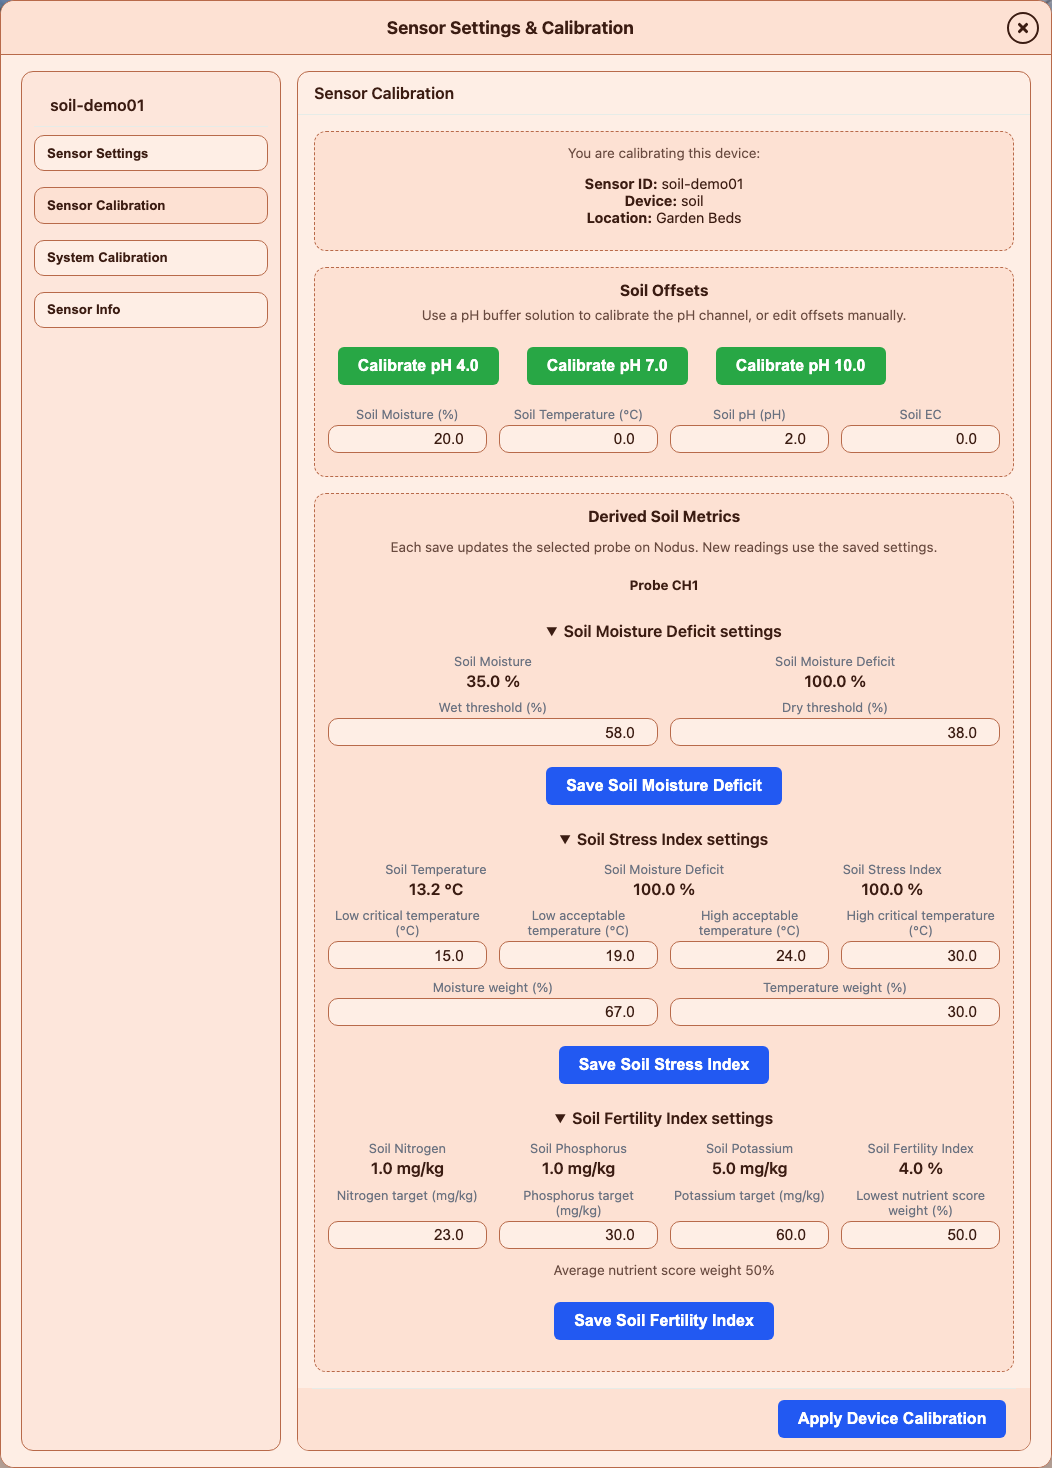 Sensor Settings & Calibration
soil-demo01
Sensor Settings
Sensor Calibration
System Calibration
Sensor Info
Sensor Calibration
You are calibrating this device:
Sensor ID: soil-demo01
Device: soil
Location: Garden Beds
Soil Offsets
Use a pH buffer solution to calibrate the pH channel, or edit offsets manually.
Calibrate pH 4.0 Calibrate pH 7.0 Calibrate pH 10.0
Soil Moisture (%) Soil Temperature (°C) Soil pH (pH) Soil EC
20.0 0.0 2.0 0.0
Derived Soil Metrics
Each save updates the selected probe on Nodus. New readings use the saved settings.
Probe CH1
▼ Soil Moisture Deficit settings
Soil Moisture Soil Moisture Deficit
35.0 % 100.0 %
Wet threshold (%) Dry threshold (%)
58.0 38.0
Save Soil Moisture Deficit
▼ Soil Stress Index settings
Soil Temperature Soil Moisture Deficit Soil Stress Index
13.2 °C 100.0 % 100.0 %
Low critical temperature Low acceptable High acceptable High critical temperature
(°C) temperature (°C) temperature (°C) (°C)
15.0 19.0 24.0 30.0
Moisture weight (%) Temperature weight (%)
67.0 30.0
Save Soil Stress Index
▼ Soil Fertility Index settings
Soil Nitrogen Soil Phosphorus Soil Potassium Soil Fertility Index
1.0 mg/kg 1.0 mg/kg 5.0 mg/kg 4.0 %
Nitrogen target (mg/kg) Phosphorus target Potassium target (mg/kg) Lowest nutrient score
(mg/kg) weight (%)
23.0 30.0 60.0 50.0
Average nutrient score weight 50%
Save Soil Fertility Index
Apply Device Calibration